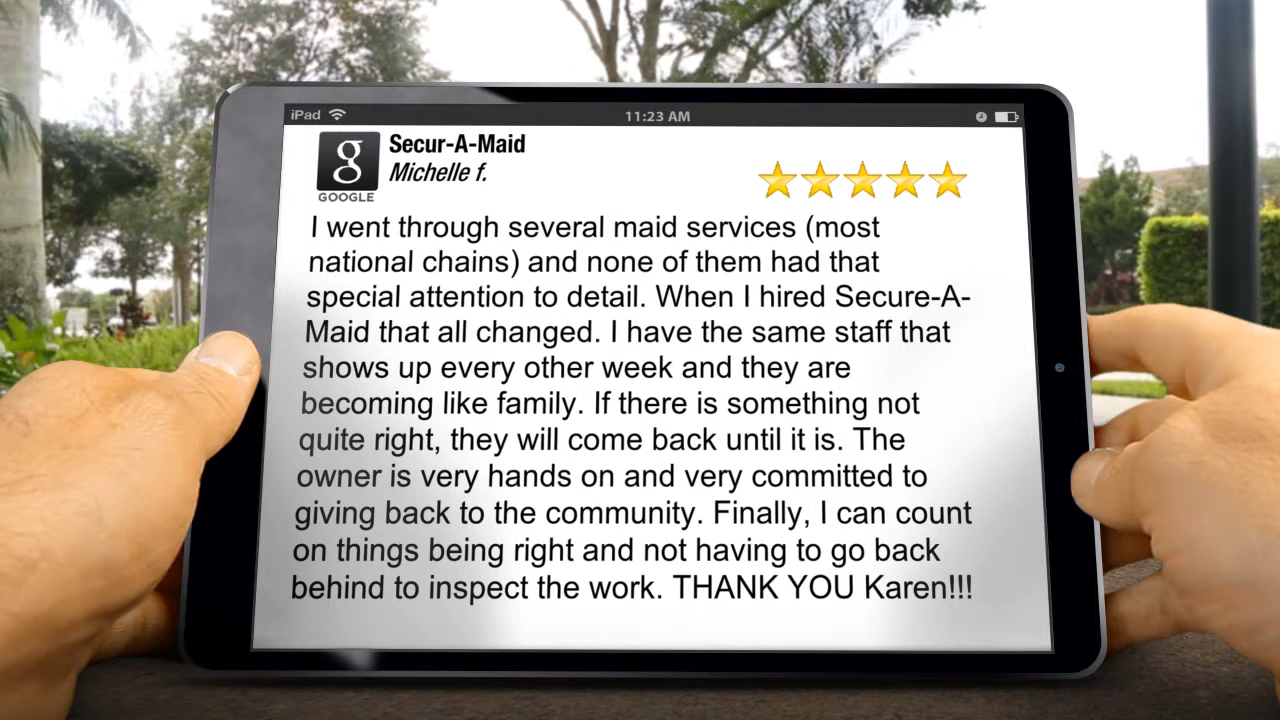 iPad 11:23 AM
g
Secur-A-Maid
Michelle f.
GOOGLE
I went through several maid services (most
national chains) and none of them had that
special attention to detail. When I hired Secure-A-
Maid that all changed. I have the same staff that
shows up every other week and they are
becoming like family. If there is something not
quite right, they will come back until it is. The
owner is very hands on and very committed to
giving back to the community. Finally, I can count
on things being right and not having to go back
behind to inspect the work. THANK YOU Karen!!!